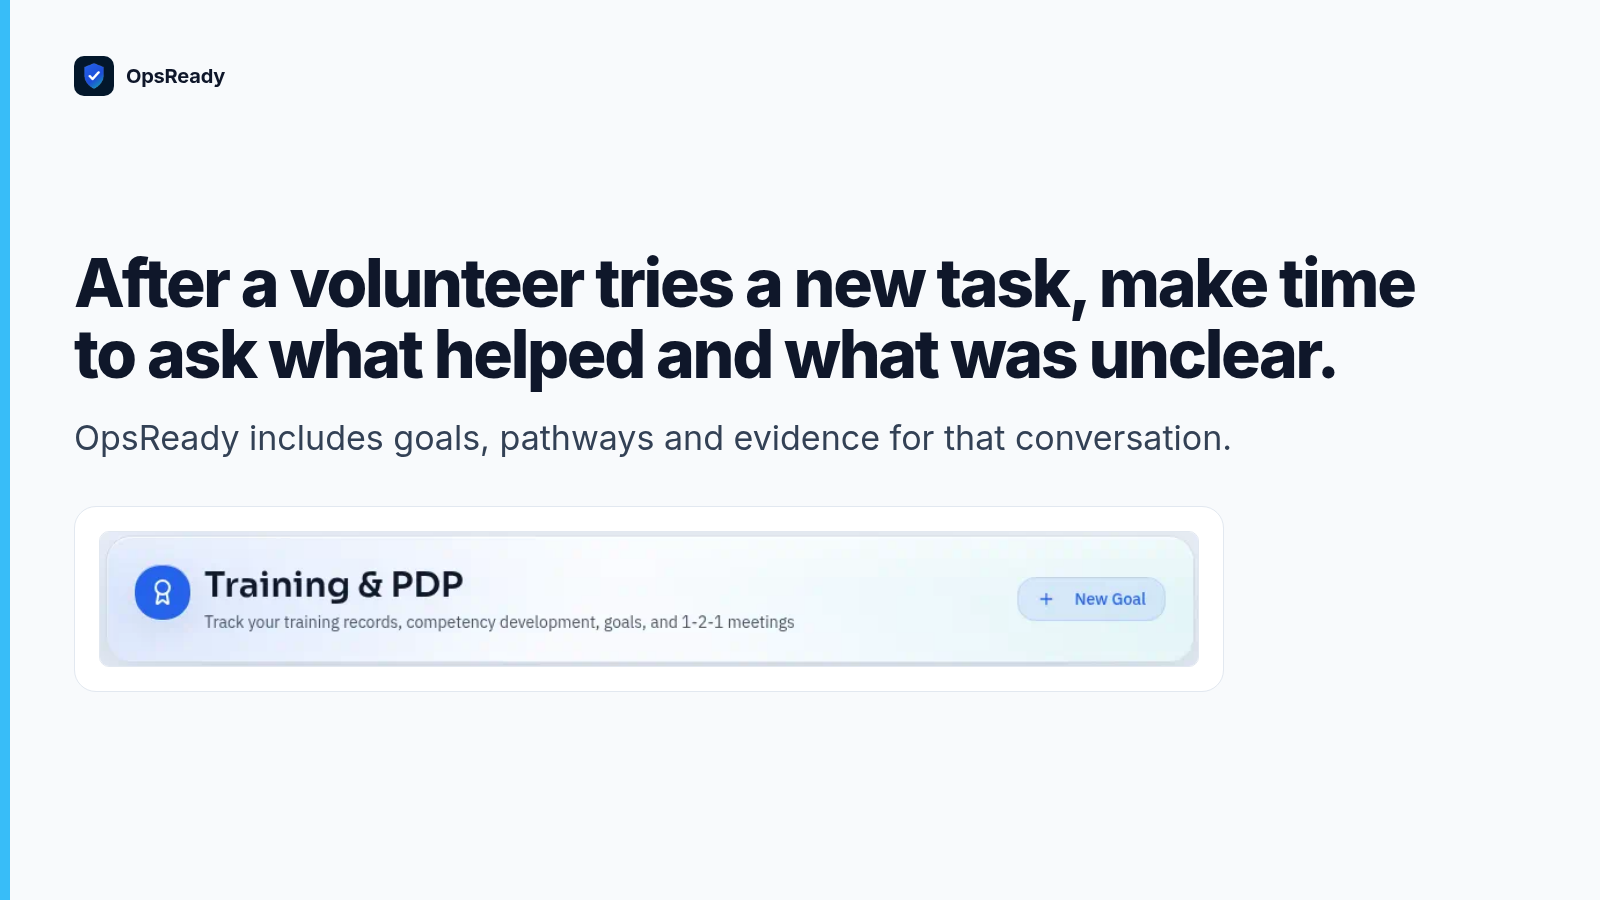 OpsReady
After a volunteer tries a new task, make time
to ask what helped and what was unclear.
OpsReady includes goals, pathways and evidence for that conversation.
Training & PDP
Track your training records, competency development, goals, and 1-2-1 meetings
+ New Goal